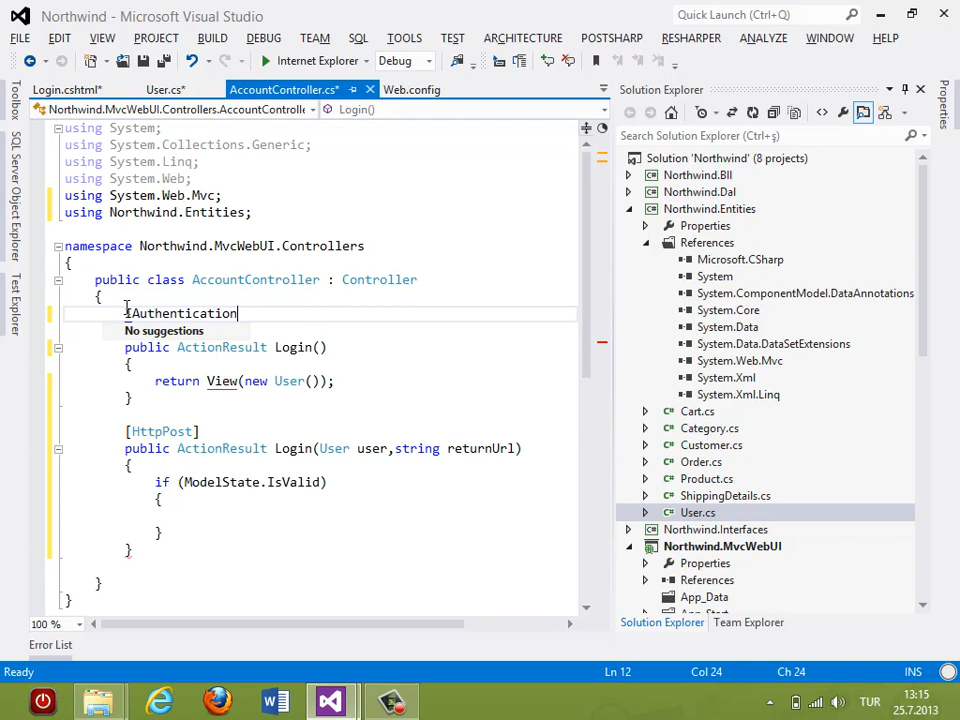 Northwind - Microsoft Visual Studio
Quick Launch (Ctrl+Q)
FILE EDIT VIEW PROJECT BUILD DEBUG TEAM SQL TOOLS TEST ARCHITECTURE POSTSHARP RESHARPER ANALYZE WINDOW HELP
Internet Explorer Debug
Login.cshtml* User.cs* AccountController.cs* Web.config
Northwind.MvcWebUI.Controllers.AccountControlle Login()
Toolbox
SQL Server Object Explorer
Test Explorer
using System;
using System.Collections.Generic;
using System.Linq;
using System.Web;
using System.Web.Mvc;
using Northwind.Entities;
namespace Northwind.MvcWebUI.Controllers
{
public class AccountController : Controller
{
IAuthentication
No suggestions
public ActionResult Login()
{
return View(new User());
}
[HttpPost]
public ActionResult Login(User user,string returnUrl)
{
if (ModelState.IsValid)
{
}
}
}
}
100 %
Solution Explorer
Search Solution Explorer (Ctrl+ş)
Solution 'Northwind' (8 projects)
Northwind.Bll
Northwind.Dal
Northwind.Entities
Properties
References
Microsoft.CSharp
System
System.ComponentModel.DataAnnotations
System.Core
System.Data
System.Data.DataSetExtensions
System.Web.Mvc
System.Xml
System.Xml.Linq
Cart.cs
Category.cs
Customer.cs
Order.cs
Product.cs
ShippingDetails.cs
User.cs
Northwind.Interfaces
Northwind.MvcWebUI
Properties
References
App_Data
App_Start
Solution Explorer Team Explorer
Properties
Error List
Ready Ln 12 Col 24 Ch 24 INS
TUR
13:15
25.7.2013